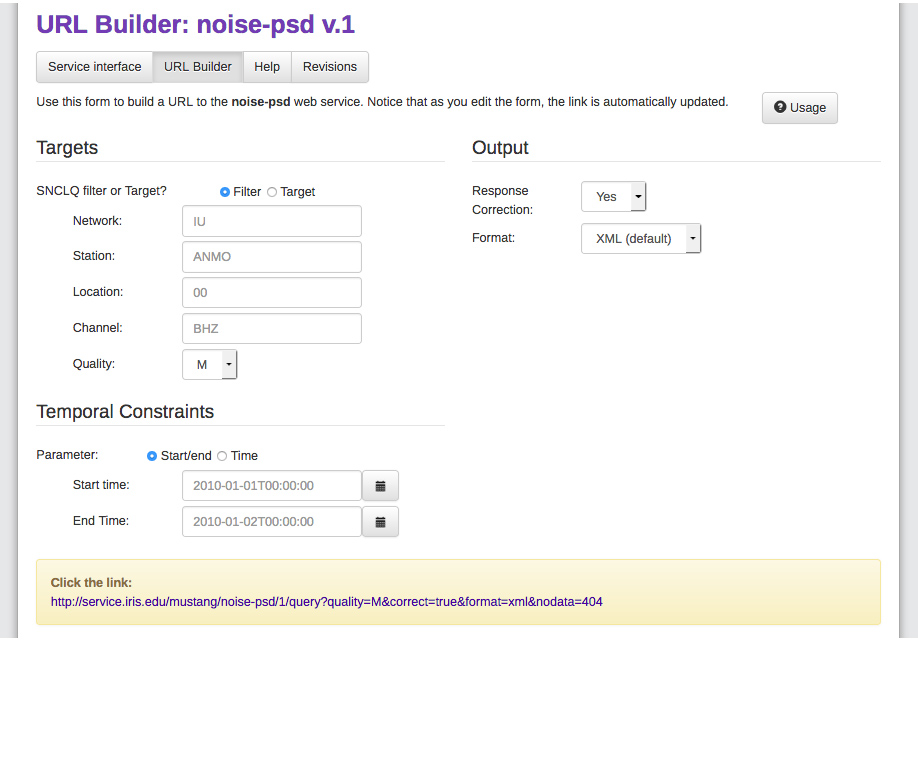 URL Builder: noise-psd v.1
Service interface URL Builder Help Revisions
Use this form to build a URL to the noise-psd web service. Notice that as you edit the form, the link is automatically updated.
Usage
Targets
SNCLQ filter or Target? Filter Target
Network: IU
Station: ANMO
Location: 00
Channel: BHZ
Quality: M
Temporal Constraints
Parameter: Start/end Time
Start time: 2010-01-01T00:00:00
End Time: 2010-01-02T00:00:00
Output
Response
Correction: Yes
Format: XML (default)
Click the link:
http://service.iris.edu/mustang/noise-psd/1/query?quality=M&correct=true&format=xml&nodata=404